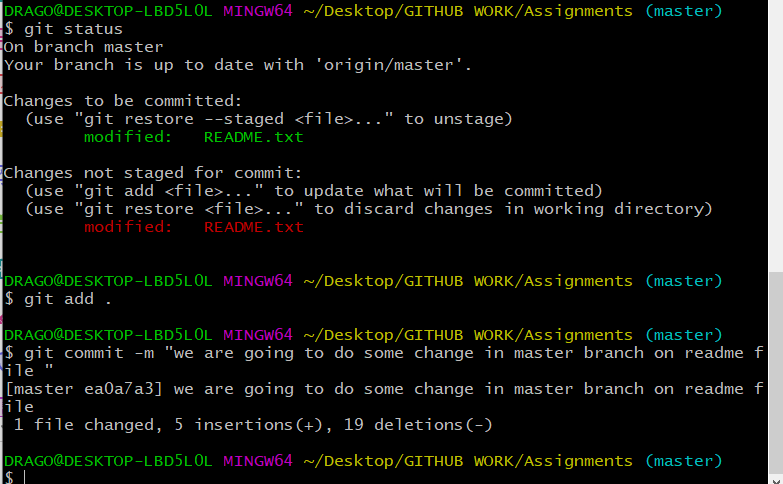 DRAGO@DESKTOP-LBD5L0L MINGW64 ~/Desktop/GITHUB WORK/Assignments (master)
$ git status
On branch master
Your branch is up to date with 'origin/master'.
Changes to be committed:
  (use "git restore --staged <file>..." to unstage)
        modified:   README.txt
Changes not staged for commit:
  (use "git add <file>..." to update what will be committed)
  (use "git restore <file>..." to discard changes in working directory)
        modified:   README.txt
DRAGO@DESKTOP-LBD5L0L MINGW64 ~/Desktop/GITHUB WORK/Assignments (master)
$ git add .
DRAGO@DESKTOP-LBD5L0L MINGW64 ~/Desktop/GITHUB WORK/Assignments (master)
$ git commit -m "we are going to do some change in master branch on readme f
ile "
[master ea0a7a3] we are going to do some change in master branch on readme f
ile
 1 file changed, 5 insertions(+), 19 deletions(-)
DRAGO@DESKTOP-LBD5L0L MINGW64 ~/Desktop/GITHUB WORK/Assignments (master)
$